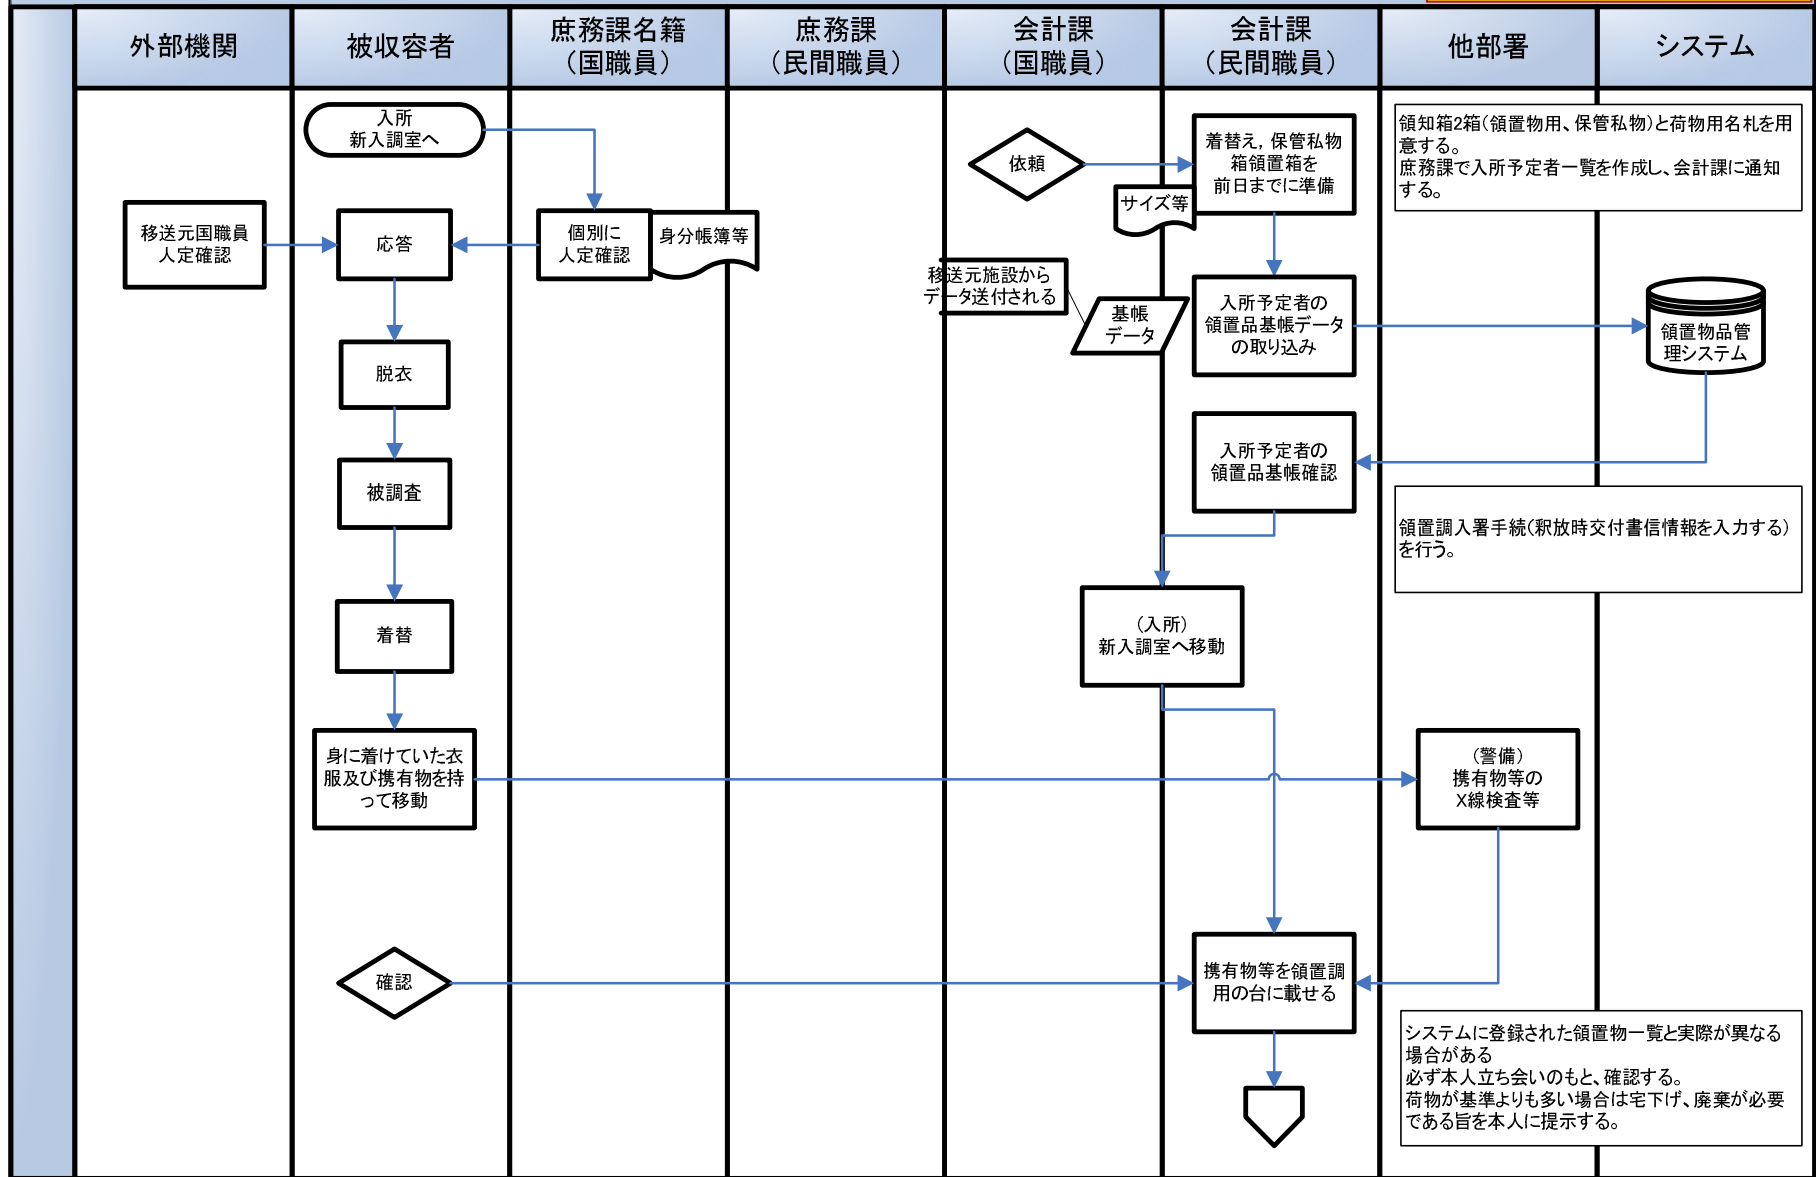 外部機関
被収容者
庶務課名籍
（国職員）
庶務課
（民間職員）
会計課
（国職員）
会計課
（民間職員）
他部署
システム
入所
新入調室へ
依頼
着替え，保管私物
箱領置箱を
前日までに準備
サイズ等
領知箱2箱（領置物用、保管私物）と荷物用名札を用
意する。
庶務課で入所予定者一覧を作成し、会計課に通知
する。
移送元国職員
人定確認
応答
個別に
人定確認
身分帳簿等
移送元施設から
データ送付される
基帳
データ
入所予定者の
領置品基帳データ
の取り込み
領置物品管
理システム
脱衣
入所予定者の
領置品基帳確認
被調査
領置調入署手続（釈放時交付書信情報を入力する）
を行う。
着替
（入所）
新入調室へ移動
身に着けていた衣
服及び携有物を持
って移動
（警備）
携有物等の
X線検査等
確認
携有物等を領置調
用の台に載せる
システムに登録された領置物一覧と実際が異なる
場合がある
必ず本人立ち会いのもと、確認する。
荷物が基準よりも多い場合は宅下げ、廃棄が必要
である旨を本人に提示する。